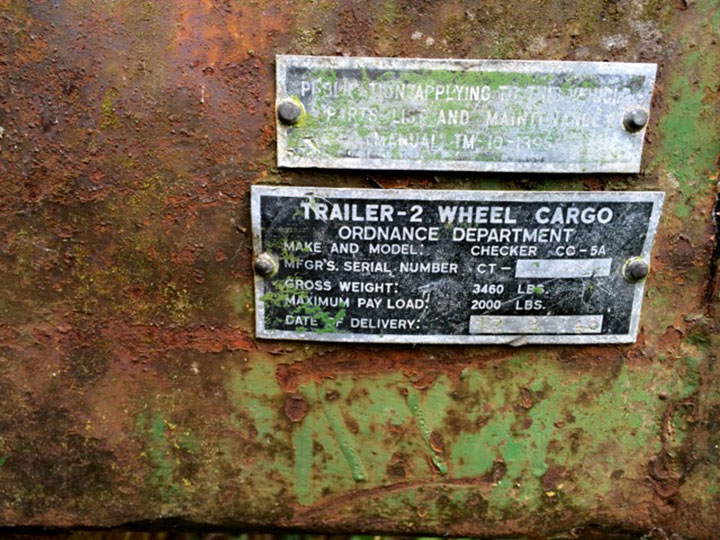 PUBLICATION APPLYING TO THIS VEHICLE
PARTS LIST AND MAINTENANCE
MANUAL TM-10-1395
TRAILER-2 WHEEL CARGO
ORDNANCE DEPARTMENT
MAKE AND MODEL: CHECKER CC-5A
MFGR'S. SERIAL NUMBER CT-
GROSS WEIGHT: 3460 LBS.
MAXIMUM PAY LOAD: 2000 LBS.
DATE OF DELIVERY: